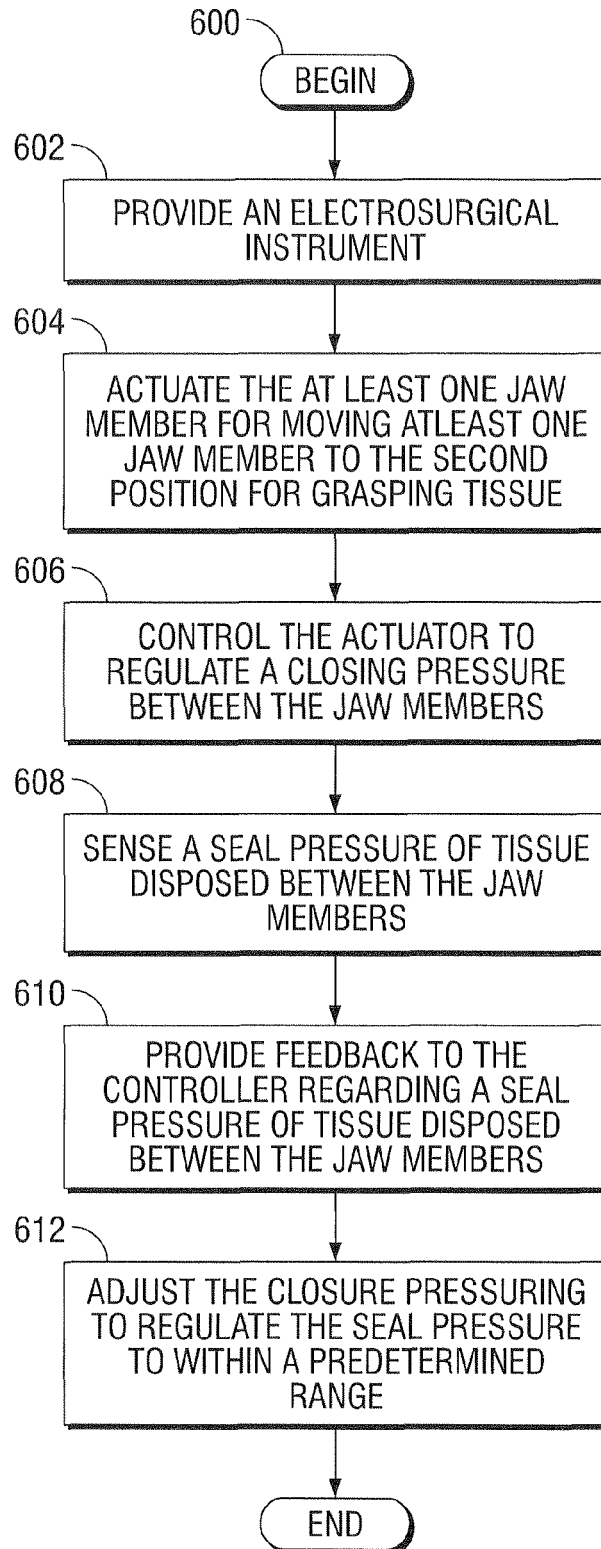 600
BEGIN
602
PROVIDE AN ELECTROSURGICAL
INSTRUMENT
604
ACTUATE THE AT LEAST ONE JAW
MEMBER FOR MOVING ATLEAST ONE
JAW MEMBER TO THE SECOND
POSITION FOR GRASPING TISSUE
606
CONTROL THE ACTUATOR TO
REGULATE A CLOSING PRESSURE
BETWEEN THE JAW MEMBERS
608
SENSE A SEAL PRESSURE OF TISSUE
DISPOSED BETWEEN THE JAW
MEMBERS
610
PROVIDE FEEDBACK TO THE
CONTROLLER REGARDING A SEAL
PRESSURE OF TISSUE DISPOSED
BETWEEN THE JAW MEMBERS
612
ADJUST THE CLOSURE PRESSURING
TO REGULATE THE SEAL PRESSURE
TO WITHIN A PREDETERMINED
RANGE
END